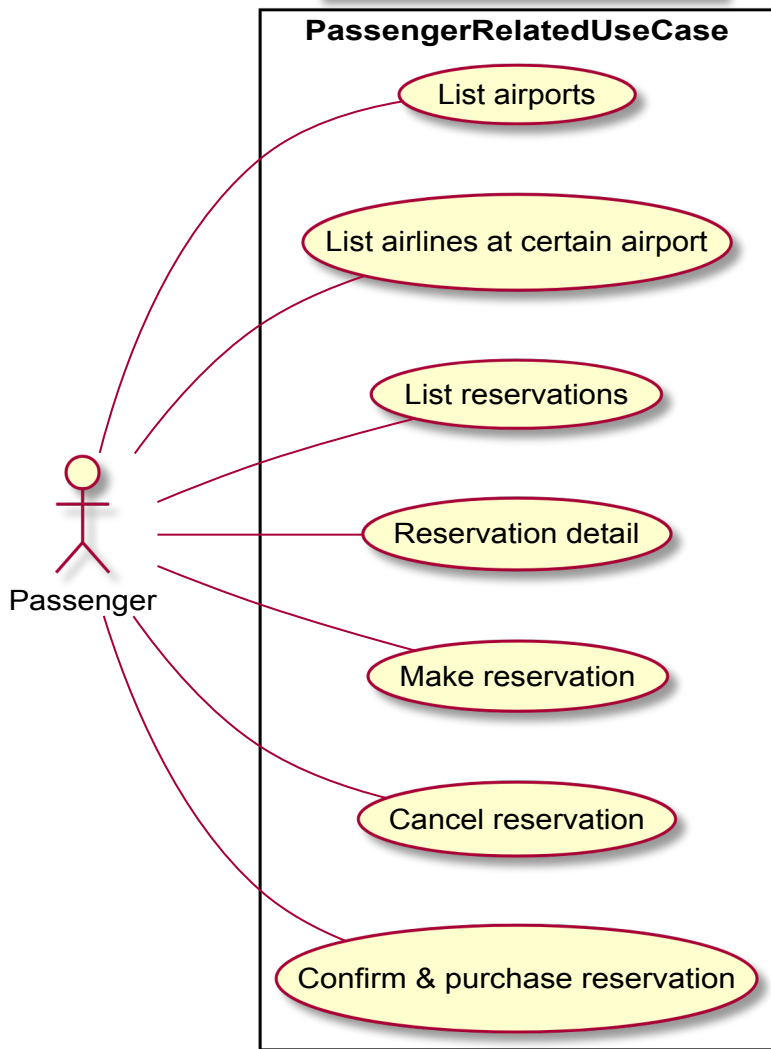 PassengerRelatedUseCase
List airports
List airlines at certain airport
List reservations
Reservation detail
Passenger
Make reservation
Cancel reservation
Confirm & purchase reservation